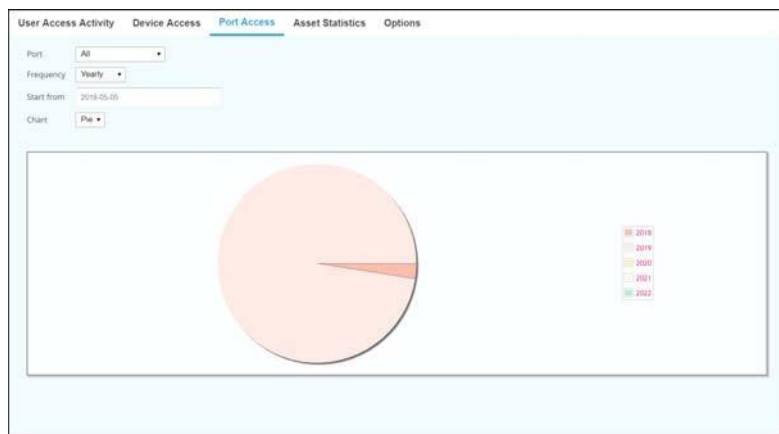 User Access Activity Device Access Port Access Asset Statistics Options
Port All
Frequency Yearly
Start from 2018-05-05
Chart Pie
2018
2019
2020
2021
2022